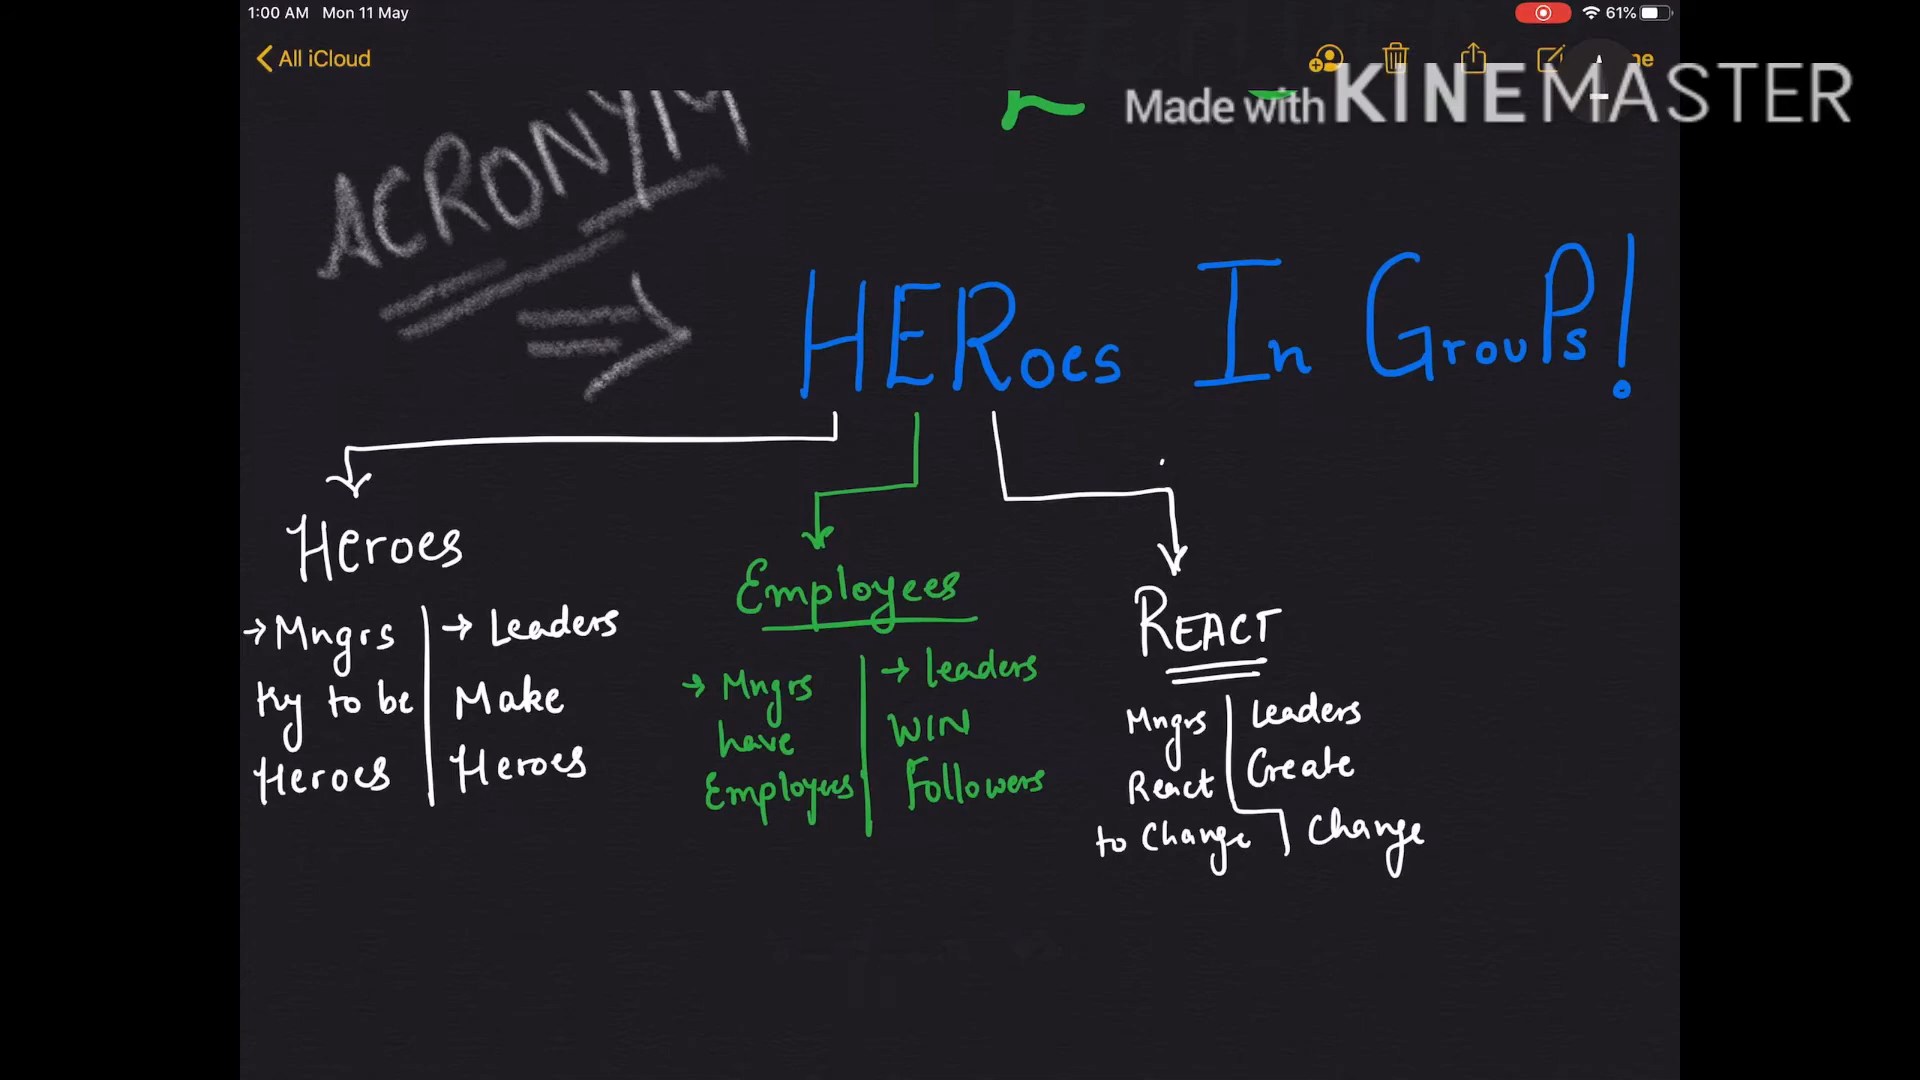 1:00 AM Mon 11 May
61%
All iCloud
Made with KINEMASTER
ACRONYM
HERoes In GrouPs!
Heroes
→ Mngrs
try to be
Heroes
→ Leaders
Make
Heroes
Employees
→ Mngrs
have
Employees
→ leaders
WIN
Followers
REACT
Mngrs
React
to Change
Leaders
Create
Change